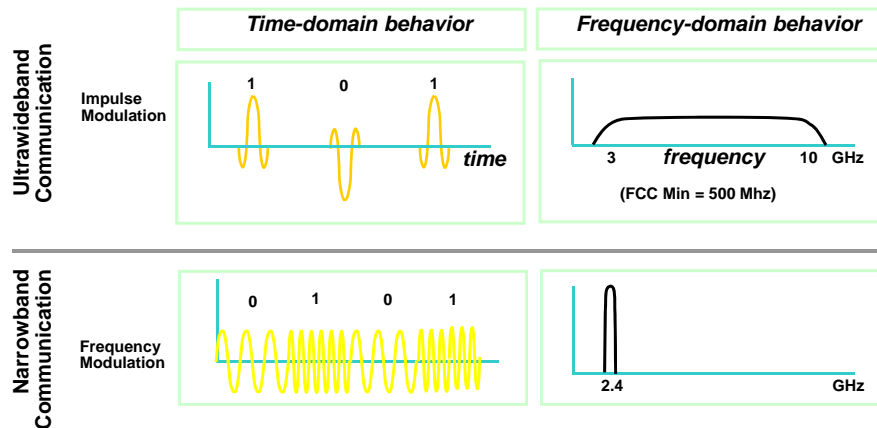 Time-domain behavior
Frequency-domain behavior
Ultrawideband
Communication
Impulse
Modulation
1 0 1
time
3 frequency 10 GHz
(FCC Min = 500 Mhz)
Narrowband
Communication
Frequency
Modulation
0 1 0 1
2.4 GHz